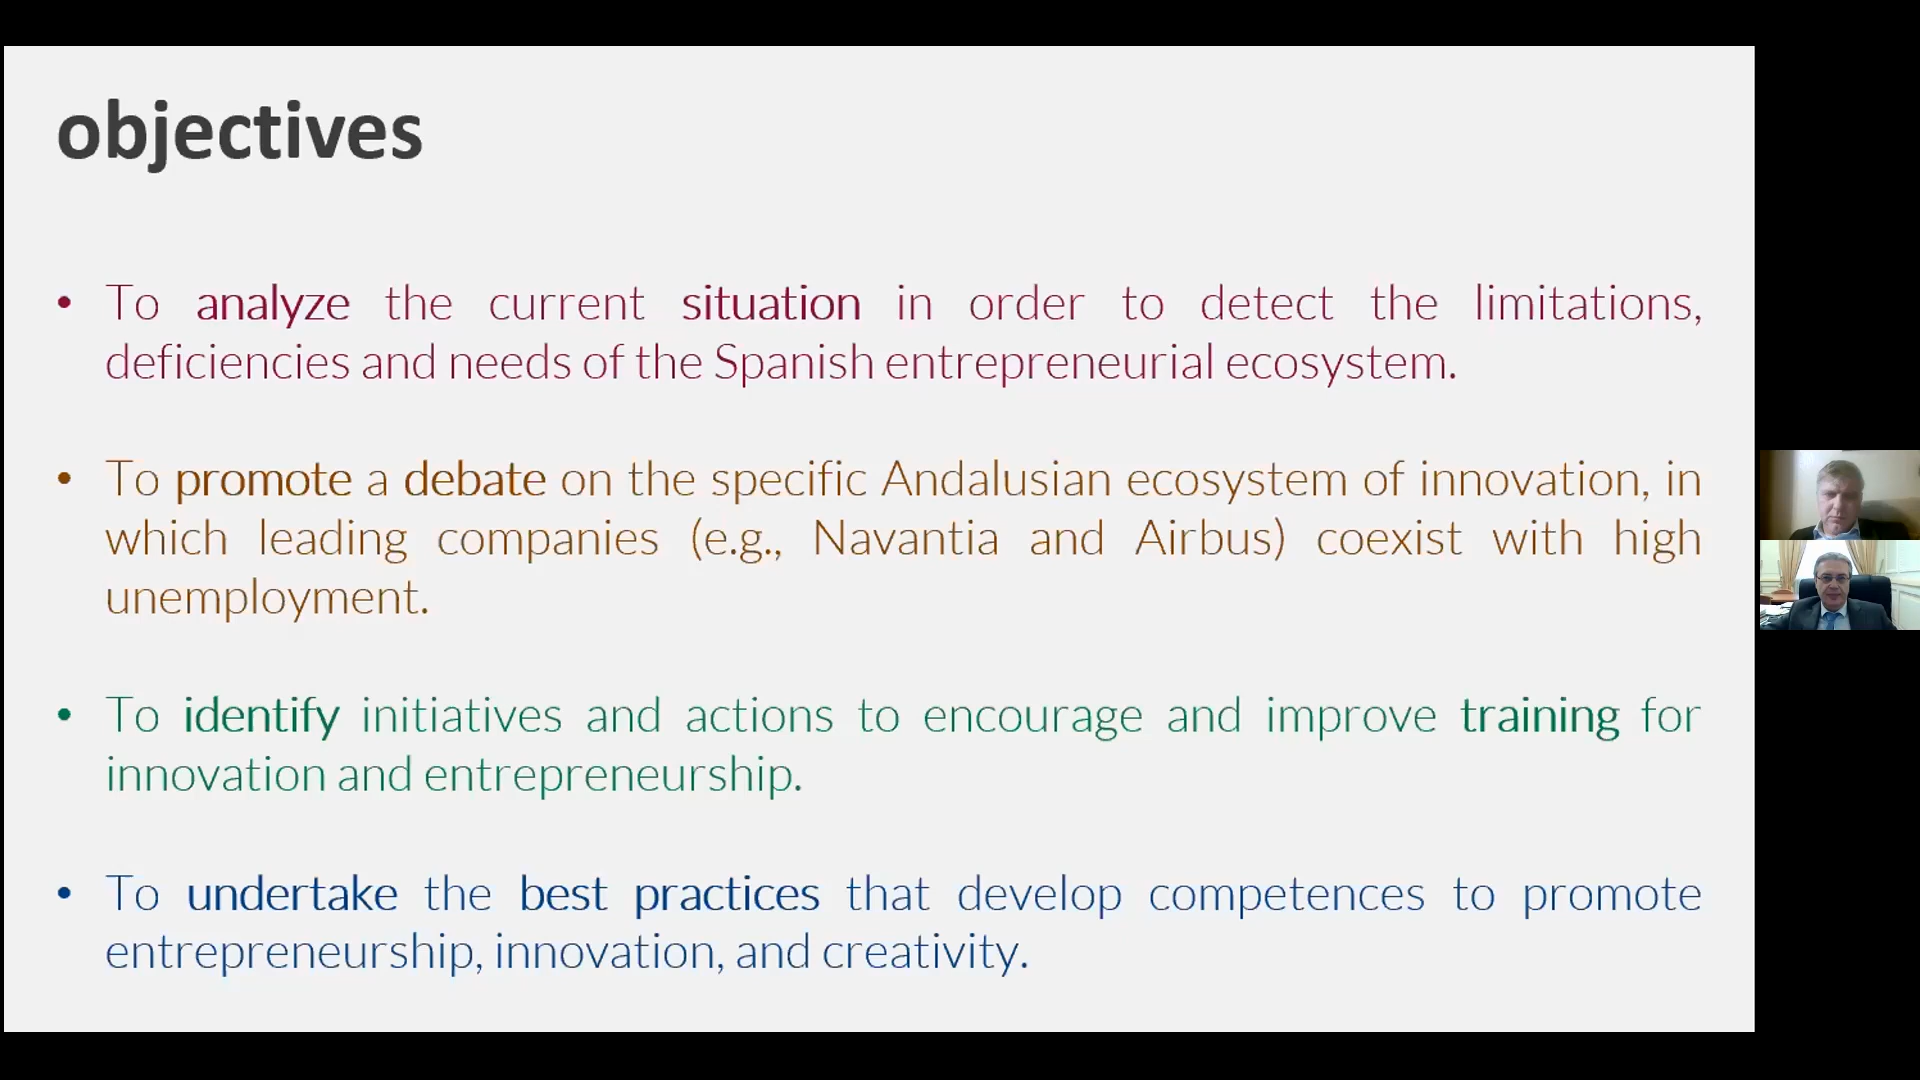 objectives
• To analyze the current situation in order to detect the limitations,
deficiencies and needs of the Spanish entrepreneurial ecosystem.
• To promote a debate on the specific Andalusian ecosystem of innovation, in
which leading companies (e.g., Navantia and Airbus) coexist with high
unemployment.
• To identify initiatives and actions to encourage and improve training for
innovation and entrepreneurship.
• To undertake the best practices that develop competences to promote
entrepreneurship, innovation, and creativity.